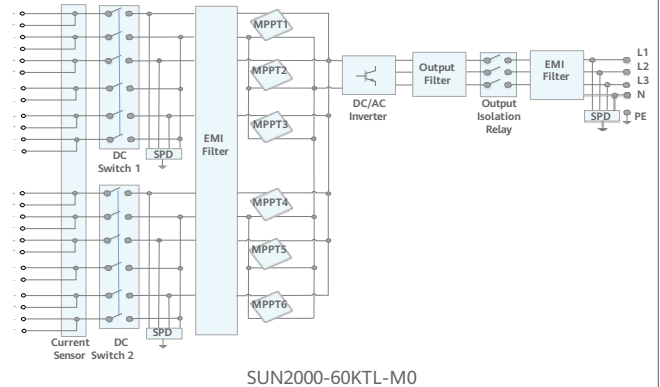 MPPT1
MPPT2
MPPT3
MPPT4
MPPT5
MPPT6
EMI
Filter
DC
Switch 1
SPD
Current
Sensor
DC
Switch 2
SPD
DC/AC
Inverter
Output
Filter
Output
Isolation
Relay
EMI
Filter
L1
L2
L3
N
PE
SPD
SUN2000-60KTL-M0